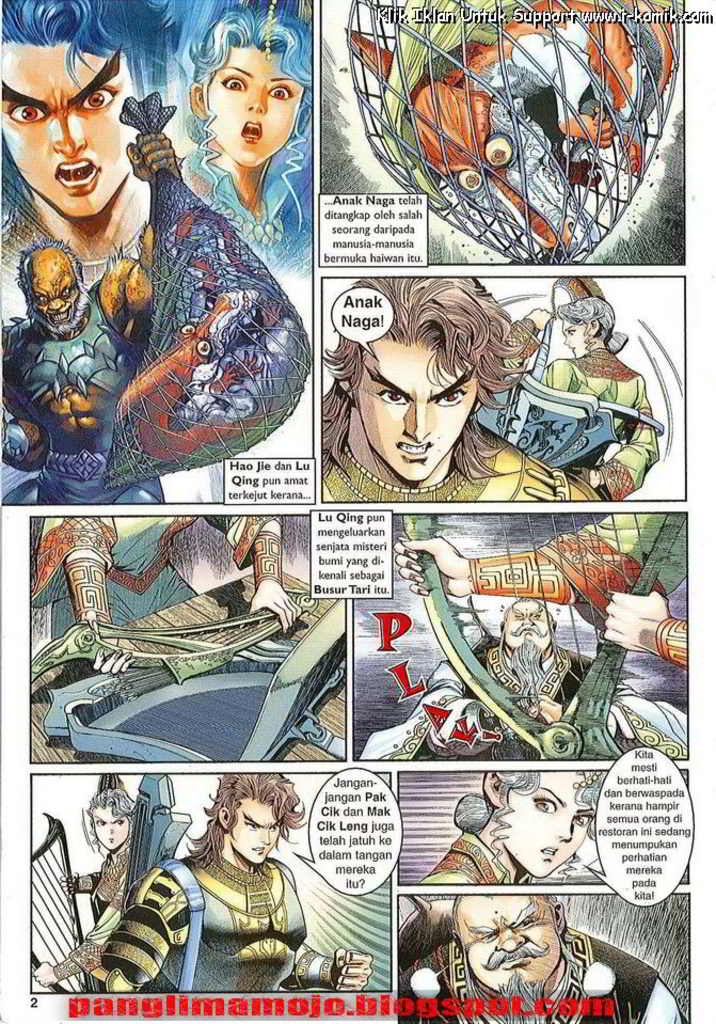 Klik Iklan Untuk Support www.i-komik.com
...Anak Naga telah
ditangkap oleh salah
seorang daripada
manusia-manusia
bermuka haiwan itu.
Hao Jie dan Lu
Qing pun amat
terkejut kerana...
Anak
Naga!
Lu Qing pun
mengeluarkan
senjata misteri
bumi yang di-
kenali sebagai
Busur Tari itu.
PLAK!
Jangan-
jangan Pak
Cik dan Mak
Cik Leng juga
telah jatuh ke
dalam tangan
mereka
itu?
Kita
mesti
berhati-hati
dan berwaspada
kerana hampir
semua orang di
restoran ini sedang
menumpukan
perhatian
mereka
pada
kita!
2
panglimamojo.blogspot.com